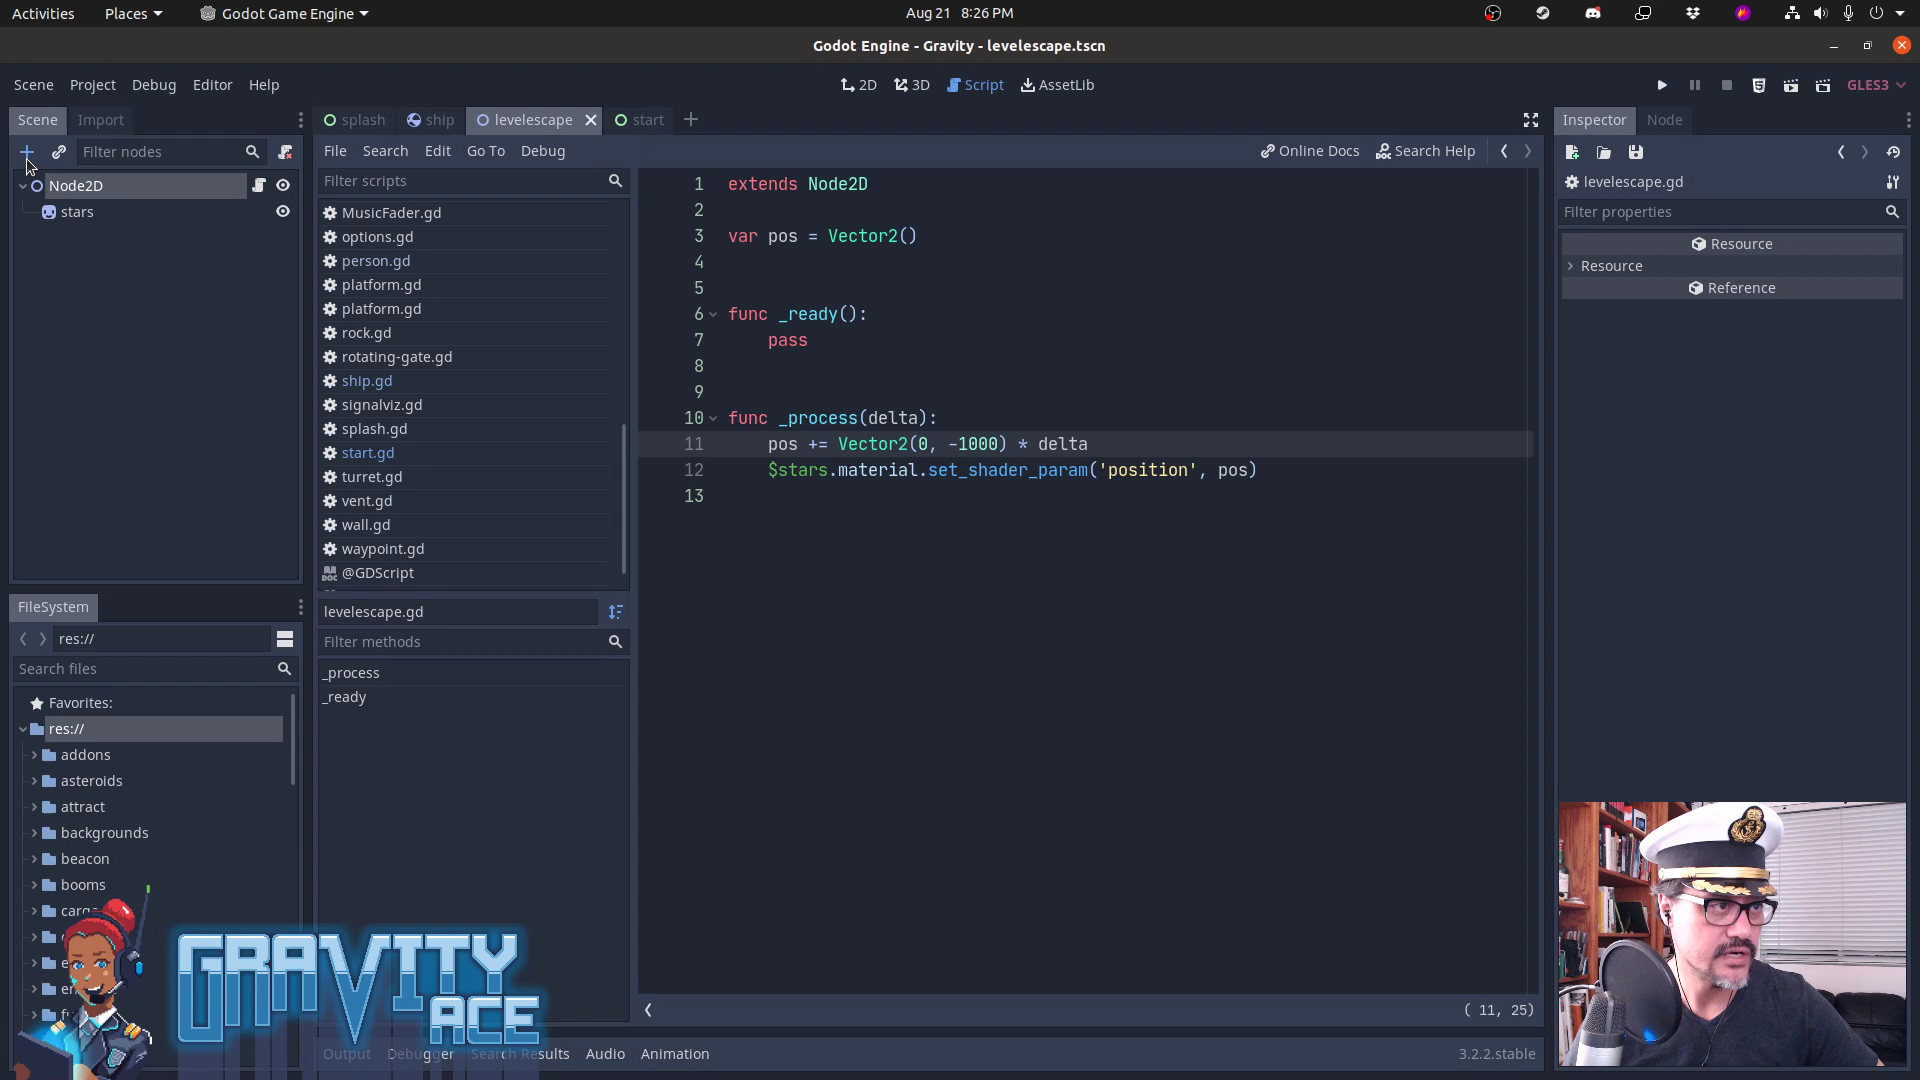 Activities Places Godot Game Engine Aug 21 8:26 PM
Godot Engine - Gravity - levelescape.tscn
Scene Project Debug Editor Help 2D 3D Script AssetLib GLES3
Scene Import splash ship levelescape start Inspector Node
Filter nodes File Search Edit Go To Debug Online Docs Search Help
Node2D
stars
Filter scripts
MusicFader.gd
options.gd
person.gd
platform.gd
platform.gd
rock.gd
rotating-gate.gd
ship.gd
signalviz.gd
splash.gd
start.gd
turret.gd
vent.gd
wall.gd
waypoint.gd
@GDScript
levelescape.gd
Filter methods
_process
_ready
1 extends Node2D
2
3 var pos = Vector2()
4
5
6 func _ready():
7 pass
8
9
10 func _process(delta):
11 pos += Vector2(0, -1000) * delta
12 $stars.material.set_shader_param('position', pos)
13
( 11, 25)
levelescape.gd
Filter properties
Resource
Resource
Reference
FileSystem
res://
Search files
Favorites:
res://
addons
asteroids
attract
backgrounds
beacon
booms
GRAVITY
ACE
Output Debugger Search Results Audio Animation 3.2.2.stable